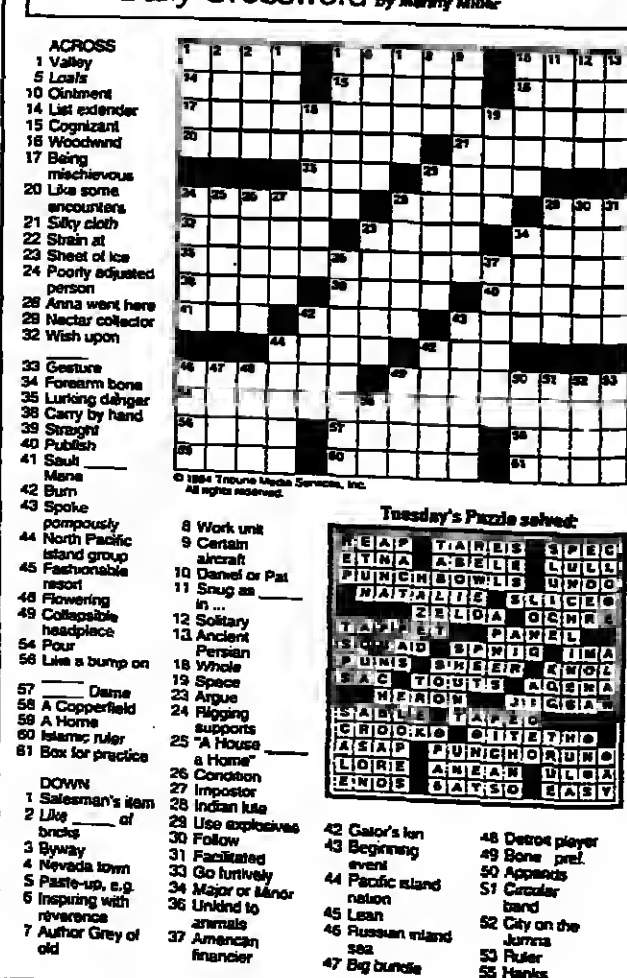 Daily Crossword by Manny Miller
ACROSS
1 Valley
5 Loafs
10 Ointment
14 List extender
15 Cognizant
16 Woodwind
17 Being
mischievous
20 Like some
encounters
21 Silky cloth
22 Strain at
23 Sheet of ice
24 Poorly adjusted
person
26 Anna went here
29 Nectar collector
32 Wish upon
____
33 Gesture
34 Forearm bone
35 Lurking danger
38 Carry by hand
39 Straight
40 Publish
41 Sault ____
Marie
42 Burn
43 Spoke
pompously
44 North Pacific
island group
45 Fashionable
resort
46 Flowering
49 Collapsible
headpiece
54 Pour
56 Like a bump on
____
57 ____ Dame
58 A Copperfield
59 A Home
60 Islamic ruler
61 Box for practice
DOWN
1 Salesman's item
2 Like ____ of
bricks
3 Byway
4 Nevada town
5 Paste-up, e.g.
6 Inspiring with
reverence
7 Author Grey of
old
© 1994 Tribune Media Services, Inc.
All rights reserved.
8 Work unit
9 Certain
aircraft
10 Daniel or Pat
11 Snug as ____
in ...
12 Solitary
13 Ancient
Persian
18 Whole
19 Space
23 Argue
24 Rigging
supports
25 "A House ____
a Home"
26 Condition
27 Impostor
28 Indian lute
29 Use explosives
30 Follow
31 Facilitated
33 Go furtively
34 Major or Minor
36 Unkind to
animals
37 American
financier
Tuesday's Puzzle solved:
42 Gator's kin
43 Beginning
event
44 Pacific island
nation
45 Lean
46 Russian inland
sea
47 Big bundle
48 Detroit player
49 Bone pref.
50 Appends
51 Circular
band
52 City on the
Jumna
53 Ruler
55 Hanks